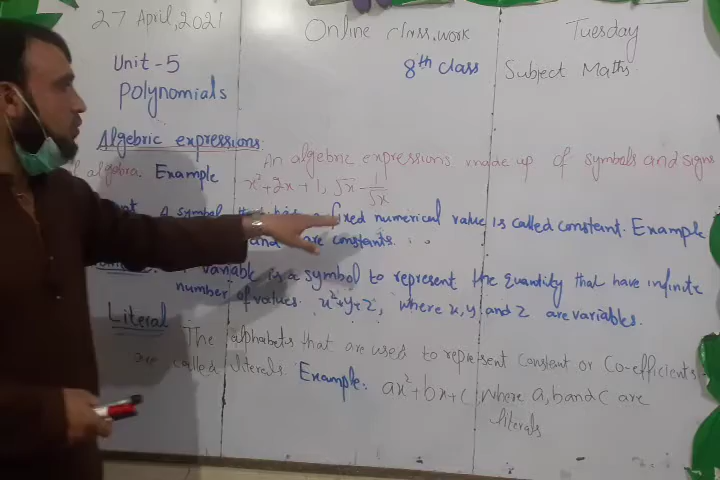 27 April, 2021 Online class work Tuesday
Unit-5 8th class Subject Maths
Polynomials
Algebric expressions:
An algebric expressions made up of symbols and signs
algebra. Example x²+2x+1, √x - 1/√x
A symbol fixed numerical value is called constant. Example
and are constants.
variable is a symbol to represent the quantity that have infinite
number of values. x²+y+z, where x, y, and z are variables.
Literal The alphabets that are used to represent constant or Co-efficients
are called literals Example: ax²+bx+c, where a, b and c are
literals